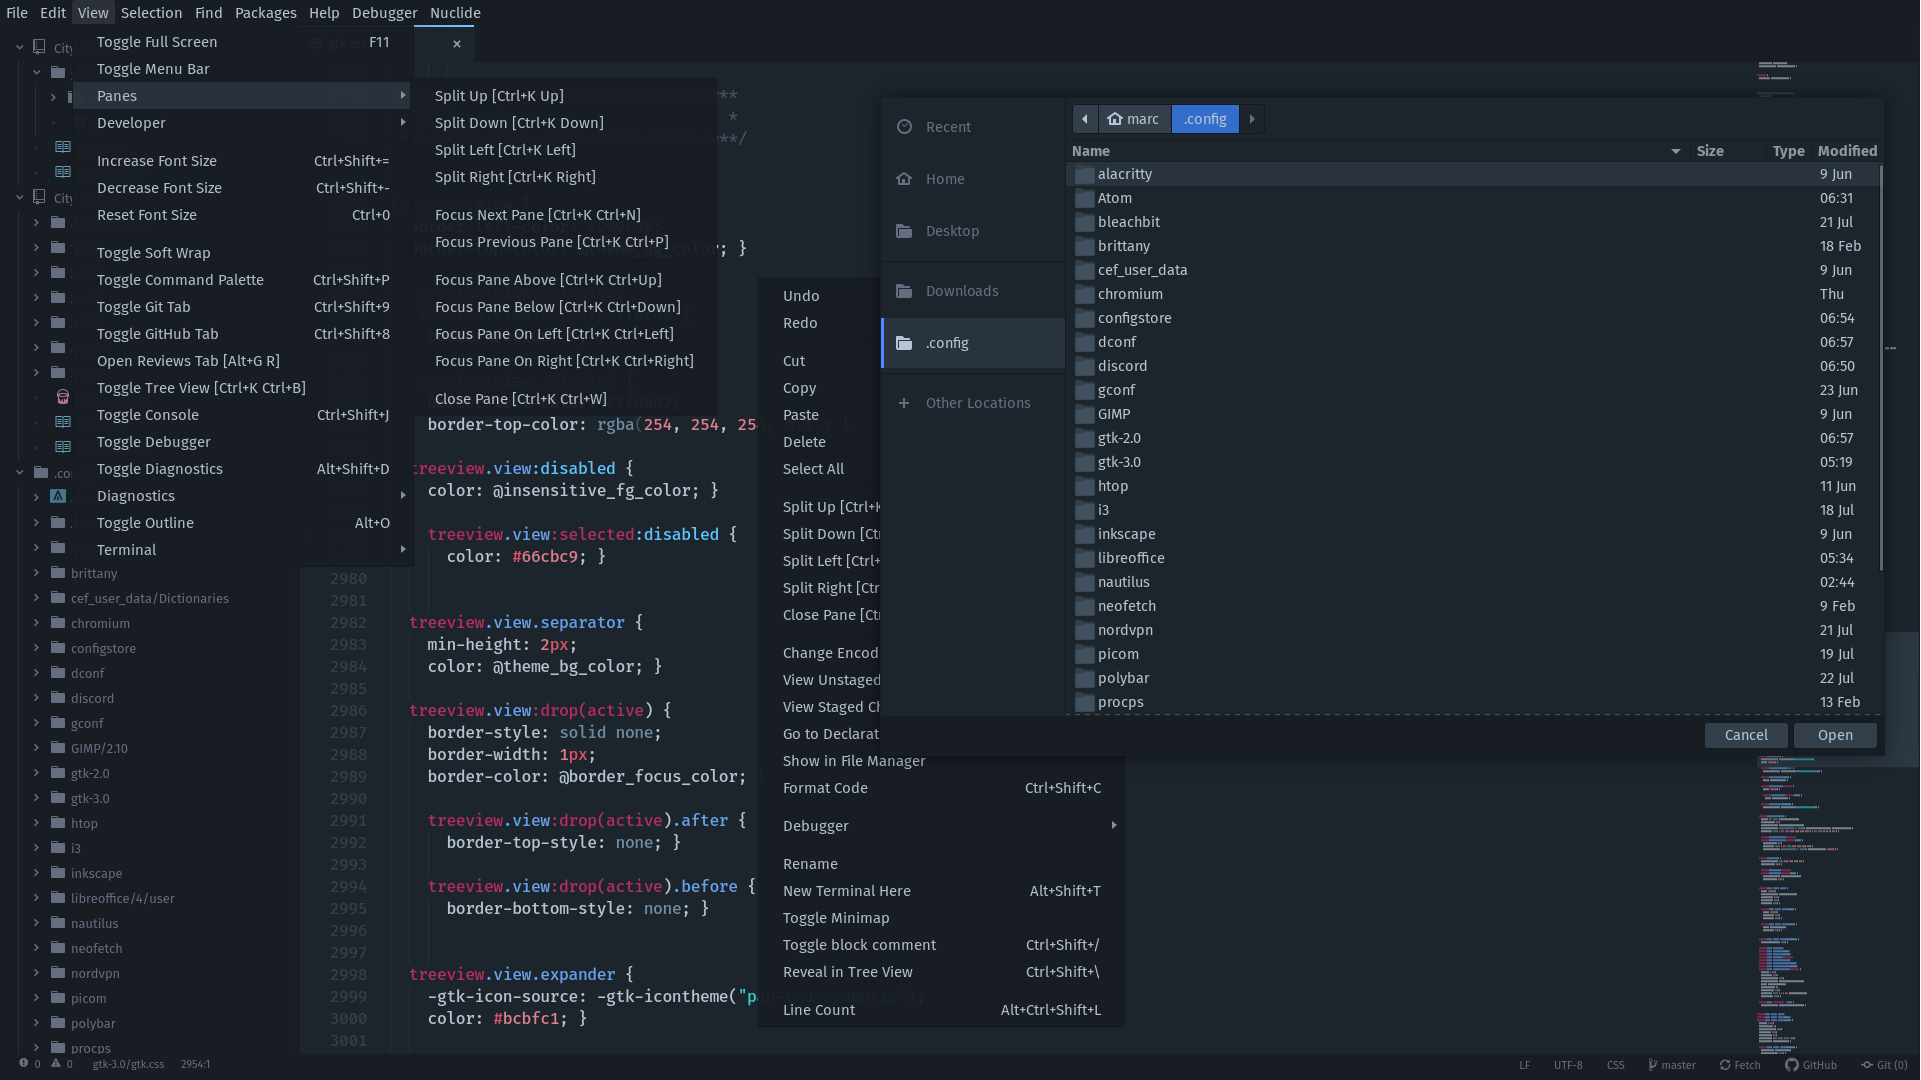 File Edit View Selection Find Packages Help Debugger Nuclide
Toggle Full Screen F11
Toggle Menu Bar
Panes
Developer
Increase Font Size Ctrl+Shift+=
Decrease Font Size Ctrl+Shift+-
Reset Font Size Ctrl+0
Toggle Soft Wrap
Toggle Command Palette Ctrl+Shift+P
Toggle Git Tab Ctrl+Shift+9
Toggle GitHub Tab Ctrl+Shift+8
Open Reviews Tab [Alt+G R]
Toggle Tree View [Ctrl+K Ctrl+B]
Toggle Console Ctrl+Shift+J
Toggle Debugger
Toggle Diagnostics Alt+Shift+D
Diagnostics
Toggle Outline Alt+O
Terminal
Split Up [Ctrl+K Up]
Split Down [Ctrl+K Down]
Split Left [Ctrl+K Left]
Split Right [Ctrl+K Right]
Focus Next Pane [Ctrl+K Ctrl+N]
Focus Previous Pane [Ctrl+K Ctrl+P]
Focus Pane Above [Ctrl+K Ctrl+Up]
Focus Pane Below [Ctrl+K Ctrl+Down]
Focus Pane On Left [Ctrl+K Ctrl+Left]
Focus Pane On Right [Ctrl+K Ctrl+Right]
Close Pane [Ctrl+K Ctrl+W]
City
City
.co
brittany
cef_user_data/Dictionaries
chromium
configstore
dconf
discord
gconf
GIMP/2.10
gtk-2.0
gtk-3.0
htop
i3
inkscape
libreoffice/4/user
nautilus
neofetch
nordvpn
picom
polybar
procps
**
*
**/
; }
border-top-color: rgba(254, 254, 25
treeview.view:disabled {
color: @insensitive_fg_color; }
treeview.view:selected:disabled {
color: #66cbc9; }
2980
2981
2982 treeview.view.separator {
2983 min-height: 2px;
2984 color: @theme_bg_color; }
2985
2986 treeview.view:drop(active) {
2987 border-style: solid none;
2988 border-width: 1px;
2989 border-color: @border_focus_color;
2990
2991 treeview.view:drop(active).after {
2992 border-top-style: none; }
2993
2994 treeview.view:drop(active).before {
2995 border-bottom-style: none; }
2996
2997
2998 treeview.view.expander {
2999 -gtk-icon-source: -gtk-icontheme("pan-end-symbolic");
3000 color: #bcbfc1; }
3001
Undo
Redo
Cut
Copy
Paste
Delete
Select All
Split Up [Ctrl+K
Split Down [Ctr
Split Left [Ctrl+
Split Right [Ctr
Close Pane [Ctr
Change Encod
View Unstaged
View Staged Ch
Go to Declarat
Show in File Manager
Format Code Ctrl+Shift+C
Debugger
Rename
New Terminal Here Alt+Shift+T
Toggle Minimap
Toggle block comment Ctrl+Shift+/
Reveal in Tree View Ctrl+Shift+\
Line Count Alt+Ctrl+Shift+L
Recent
Home
Desktop
Downloads
.config
Other Locations
marc .config
Name Size Type Modified
alacritty 9 Jun
Atom 06:31
bleachbit 21 Jul
brittany 18 Feb
cef_user_data 9 Jun
chromium Thu
configstore 06:54
dconf 06:57
discord 06:50
gconf 23 Jun
GIMP 9 Jun
gtk-2.0 06:57
gtk-3.0 05:19
htop 11 Jun
i3 18 Jul
inkscape 9 Jun
libreoffice 05:34
nautilus 02:44
neofetch 9 Feb
nordvpn 21 Jul
picom 19 Jul
polybar 22 Jul
procps 13 Feb
Cancel Open
0 0 gtk-3.0/gtk.css 2954:1
LF UTF-8 CSS master Fetch GitHub Git (0)